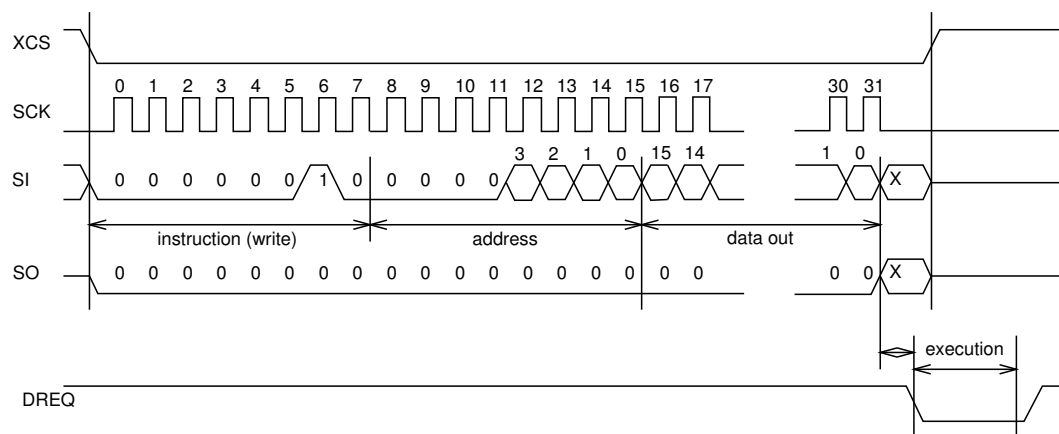 XCS
0 1 2 3 4 5 6 7 8 9 10 11 12 13 14 15 16 17 30 31
SCK
3 2 1 0 15 14 1 0
SI 0 0 0 0 0 0 1 0 0 0 0 0 X
instruction (write) address data out
SO 0 0 0 0 0 0 0 0 0 0 0 0 0 0 0 0 0 0 0 0 X
execution
DREQ